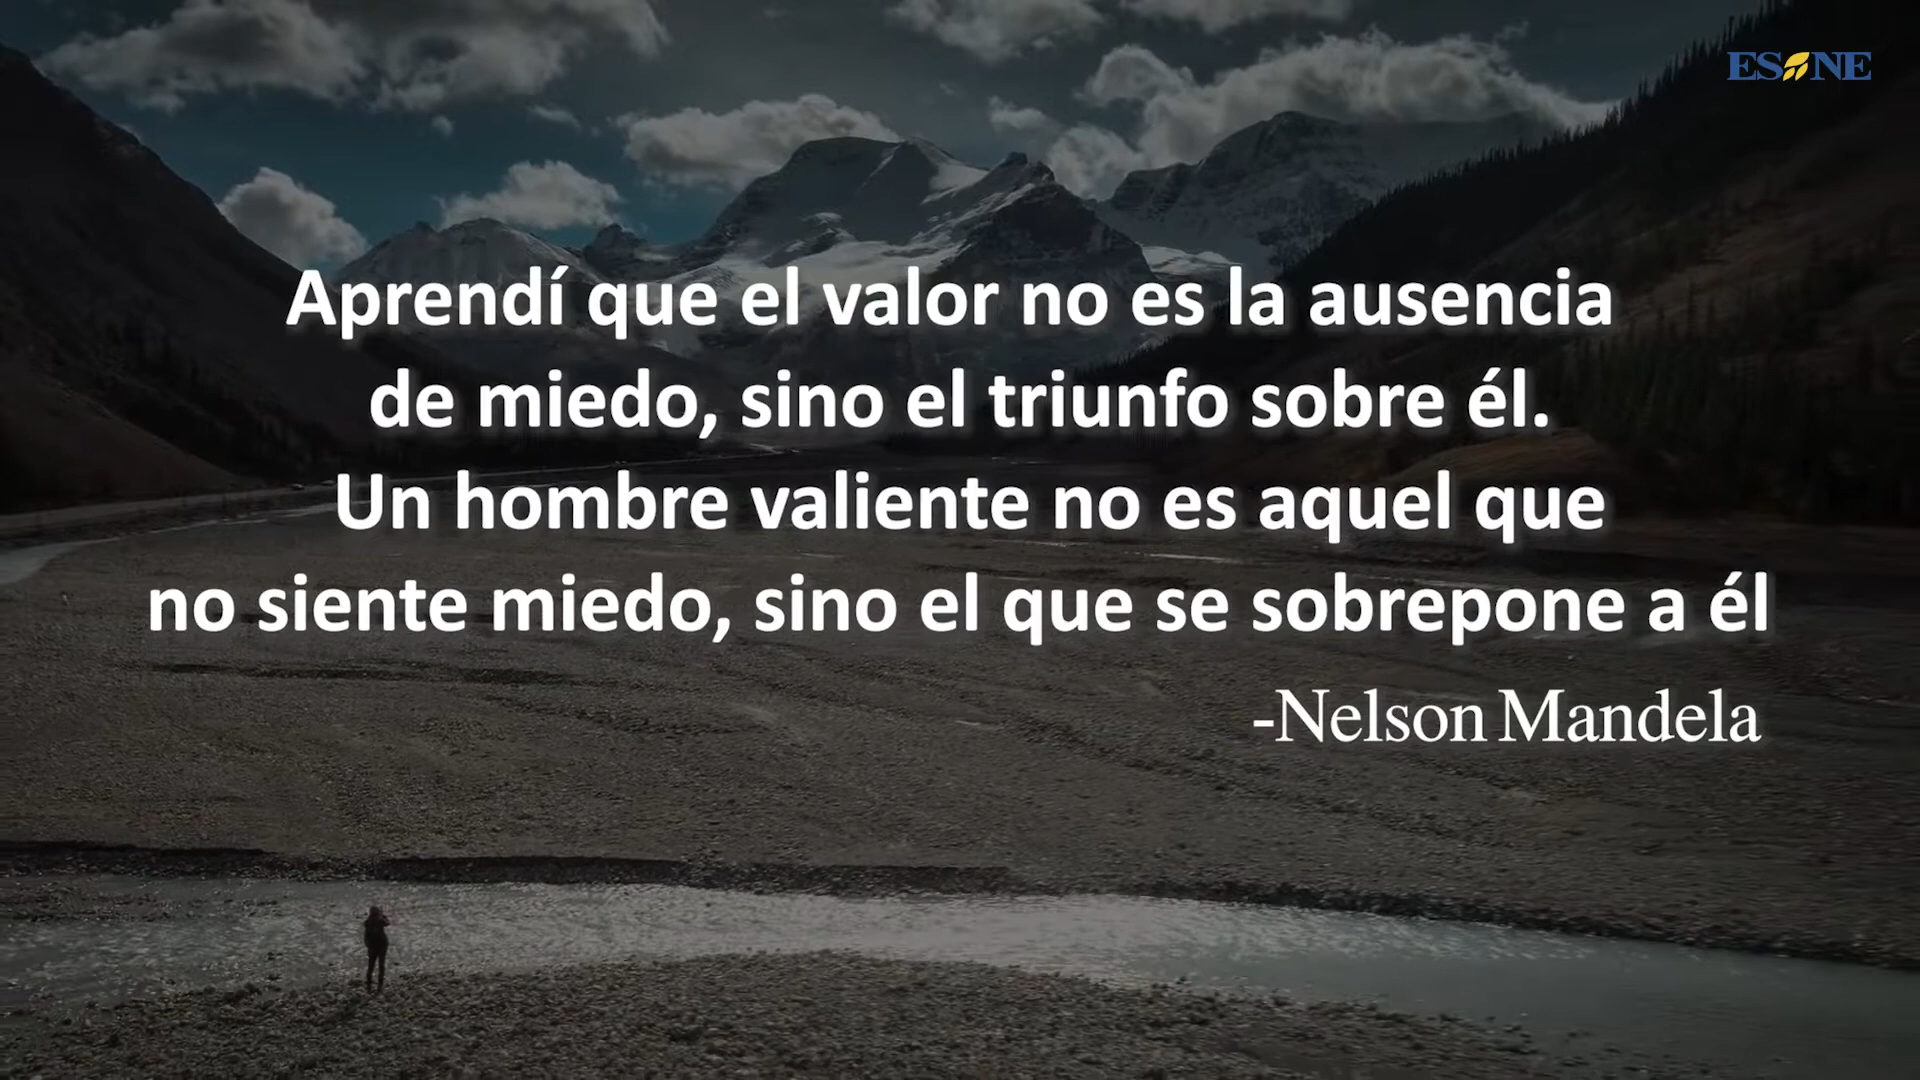 ESNE
Aprendí que el valor no es la ausencia
de miedo, sino el triunfo sobre él.
Un hombre valiente no es aquel que
no siente miedo, sino el que se sobrepone a él
-Nelson Mandela